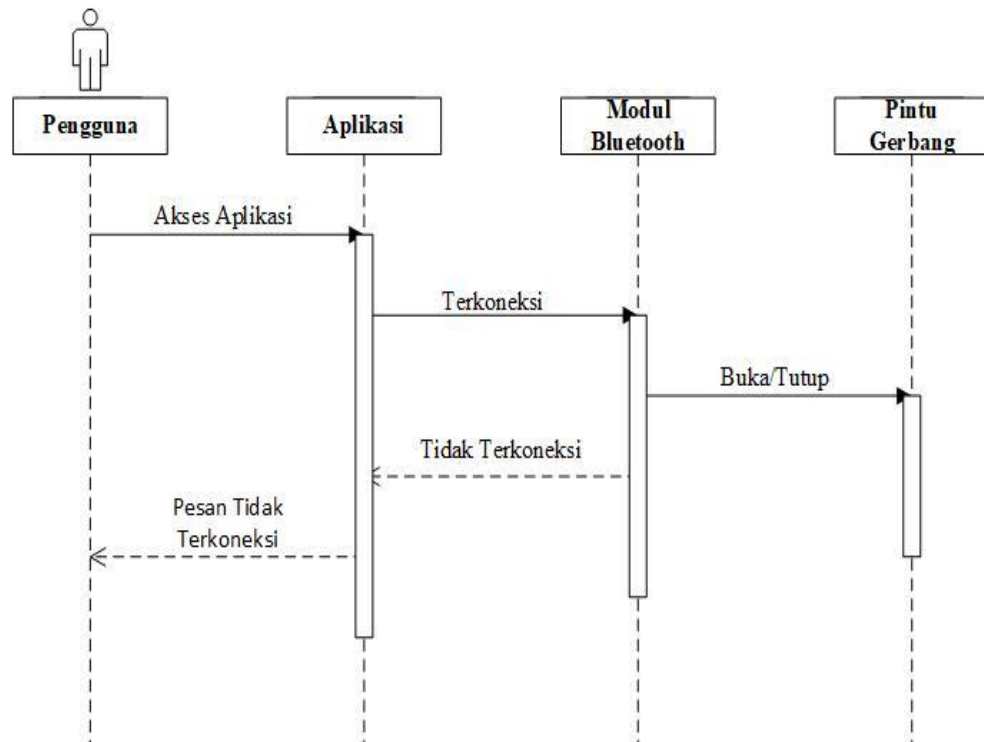 Pengguna
Aplikasi
Modul
Bluetooth
Pintu
Gerbang
Akses Aplikasi
Terkoneksi
Buka/Tutup
Tidak Terkoneksi
Pesan Tidak
Terkoneksi